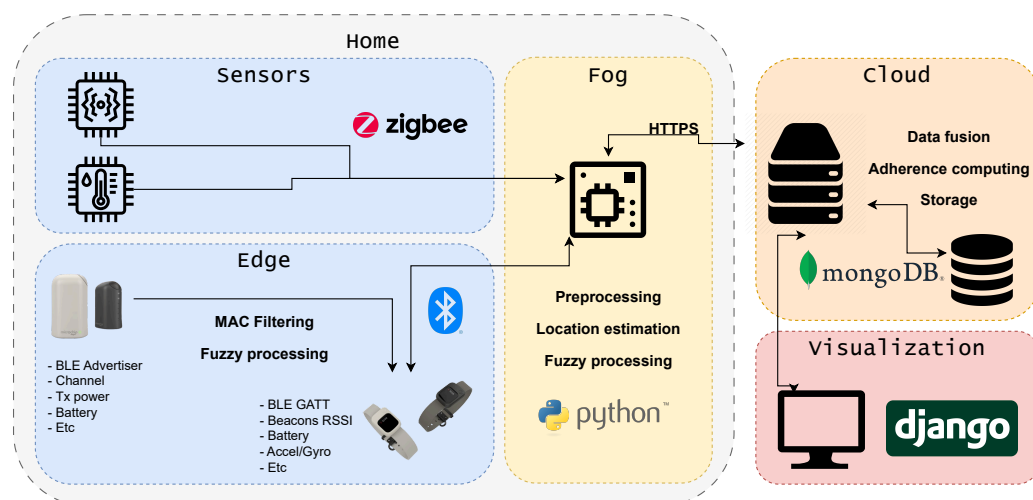 Home
Sensors
zigbee
Fog
HTTPS
Cloud
Data fusion
Adherence computing
Storage
mongoDB®
Edge
MAC Filtering
Fuzzy processing
- BLE Advertiser
- Channel
- Tx power
- Battery
- Etc
- BLE GATT
- Beacons RSSI
- Battery
- Accel/Gyro
- Etc
Preprocessing
Location estimation
Fuzzy processing
python™
Visualization
django